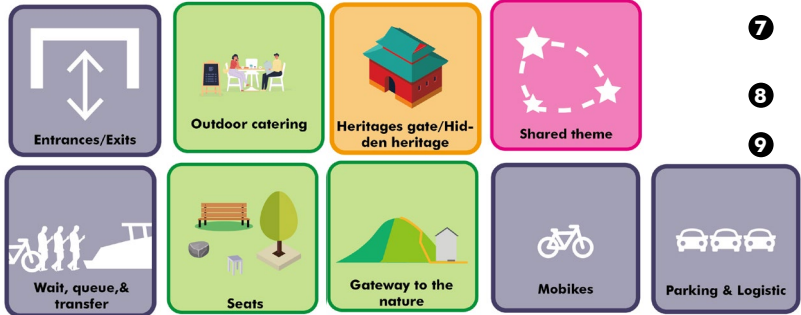 Entrances/Exits
Outdoor catering
Heritages gate/Hid-
den heritage
Shared theme
7
8
9
Wait, queue,&
transfer
Seats
Gateway to the
nature
Mobikes
Parking & Logistic